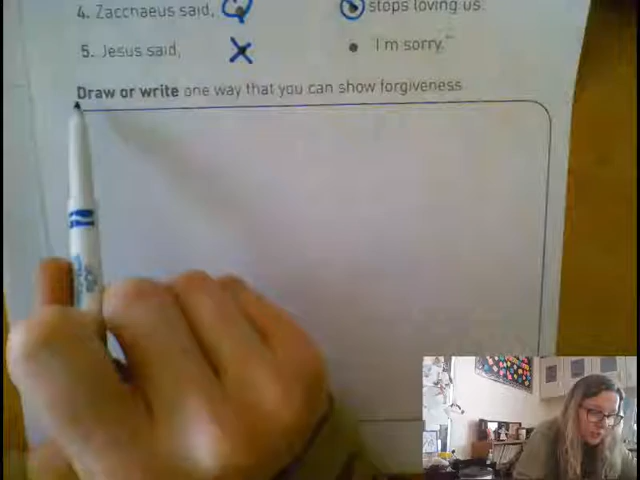 4. Zacchaeus said, stops loving us.
5. Jesus said, • I'm sorry."
Draw or write one way that you can show forgiveness.